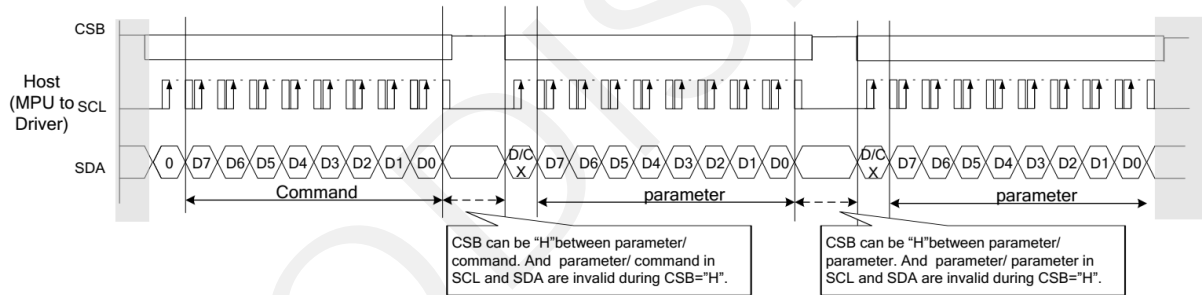 CSB
Host
(MPU to
Driver)
SCL
SDA
0 D7 D6 D5 D4 D3 D2 D1 D0 D/C X D7 D6 D5 D4 D3 D2 D1 D0 D/C X D7 D6 D5 D4 D3 D2 D1 D0
Command parameter parameter
CSB can be “H”between parameter/
command. And parameter/ command in
SCL and SDA are invalid during CSB=”H”.
CSB can be “H”between parameter/
parameter. And parameter/ parameter in
SCL and SDA are invalid during CSB=”H”.